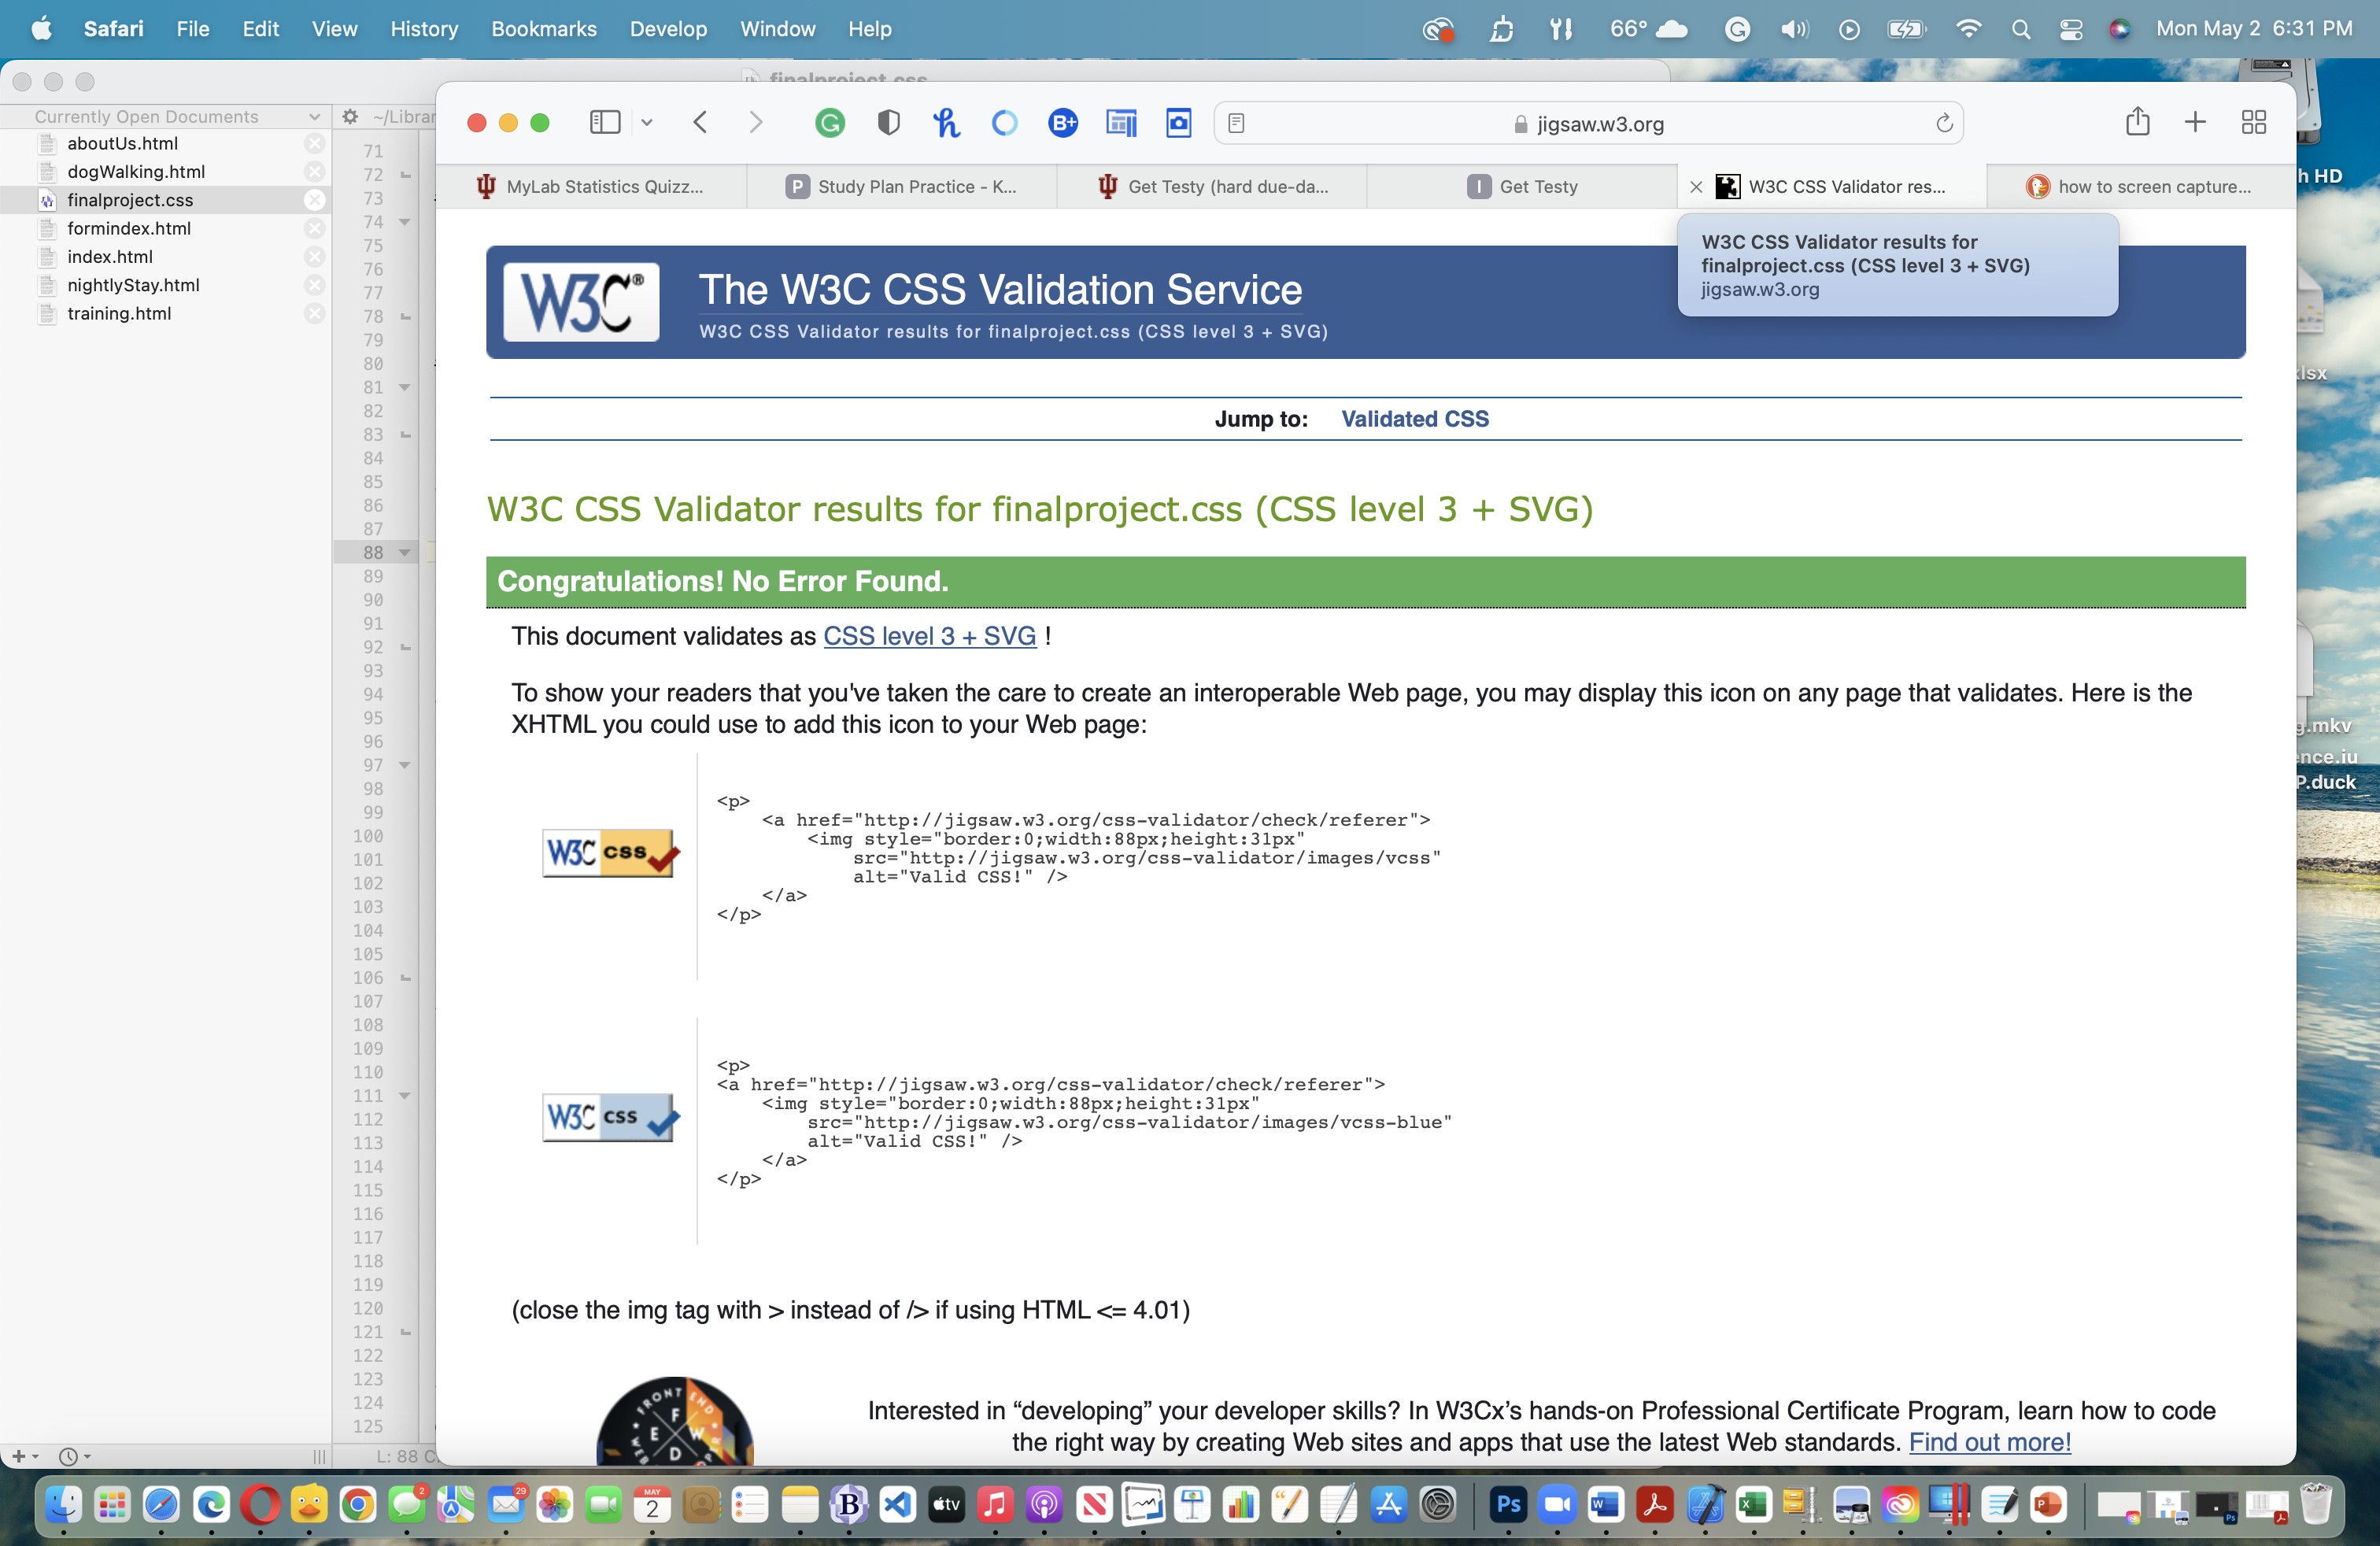 Safari File Edit View History Bookmarks Develop Window Help 66° Mon May 2 6:31 PM
finalproject.css
Currently Open Documents
~/Librar
aboutUs.html
dogWalking.html
finalproject.css
formindex.html
index.html
nightlyStay.html
training.html
71
72
73
74
75
76
77
78
79
80
81
82
83
84
85
86
87
88
89
90
91
92
93
94
95
96
97
98
99
100
101
102
103
104
105
106
107
108
109
110
111
112
113
114
115
116
117
118
119
120
121
122
123
124
125
L: 88 C
B+
jigsaw.w3.org
MyLab Statistics Quizz...
P Study Plan Practice - K...
Get Testy (hard due-da...
I Get Testy
W3C CSS Validator res...
how to screen capture...
W3C CSS Validator results for
finalproject.css (CSS level 3 + SVG)
jigsaw.w3.org
W3C®
The W3C CSS Validation Service
W3C CSS Validator results for finalproject.css (CSS level 3 + SVG)
Jump to: Validated CSS
W3C CSS Validator results for finalproject.css (CSS level 3 + SVG)
Congratulations! No Error Found.
This document validates as CSS level 3 + SVG !
To show your readers that you've taken the care to create an interoperable Web page, you may display this icon on any page that validates. Here is the
XHTML you could use to add this icon to your Web page:
W3C css
<p>
<a href="http://jigsaw.w3.org/css-validator/check/referer">
<img style="border:0;width:88px;height:31px"
src="http://jigsaw.w3.org/css-validator/images/vcss"
alt="Valid CSS!" />
</a>
</p>
W3C css
<p>
<a href="http://jigsaw.w3.org/css-validator/check/referer">
<img style="border:0;width:88px;height:31px"
src="http://jigsaw.w3.org/css-validator/images/vcss-blue"
alt="Valid CSS!" />
</a>
</p>
(close the img tag with > instead of /> if using HTML <= 4.01)
FRONT END
F E W D
WEB
Interested in “developing” your developer skills? In W3Cx’s hands-on Professional Certificate Program, learn how to code
the right way by creating Web sites and apps that use the latest Web standards. Find out more!
h HD
xlsx
g.mkv
ence.iu
P.duck
2
29
MAY
2
B
tv
Ps
W
X
P